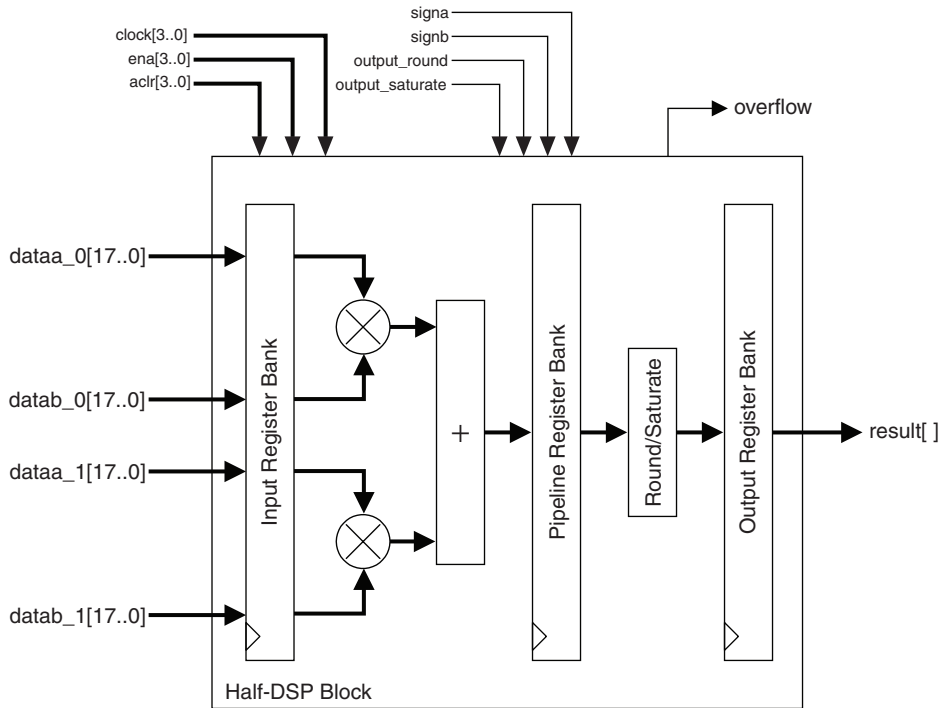 signa
clock[3..0]
signb
ena[3..0]
output_round
aclr[3..0]
output_saturate
overflow
dataa_0[17..0]
datab_0[17..0]
dataa_1[17..0]
datab_1[17..0]
Input Register Bank
+
Pipeline Register Bank
Round/Saturate
Output Register Bank
result[ ]
Half-DSP Block